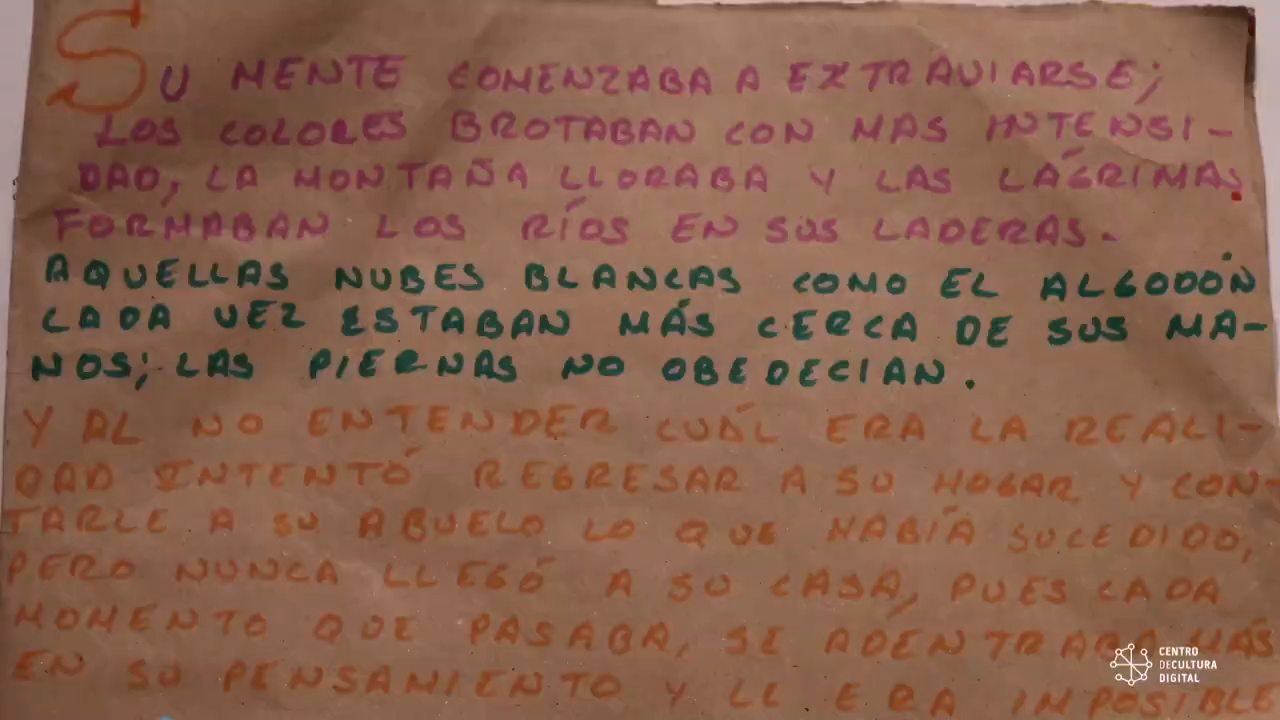 SU MENTE COMENZABA A EXTRAVIARSE;
LOS COLORES BROTABAN CON MAS INTENSI-
DAD, LA MONTAÑA LLORABA Y LAS LÁGRIMAS
FORMABAN LOS RÍOS EN SUS LADERAS.
AQUELLAS NUBES BLANCAS COMO EL ALGODÓN
CADA VEZ ESTABAN MÁS CERCA DE SUS MA-
NOS; LAS PIERNAS NO OBEDECIAN.
Y AL NO ENTENDER CUÁL ERA LA REALI-
DAD INTENTÓ REGRESAR A SU HOGAR Y CON-
TARLE A SU ABUELO LO QUE HABÍA SUCEDIDO,
PERO NUNCA LLEGÓ A SU CASA, PUES CADA
MOMENTO QUE PASABA, SE ADENTRABA MÁS
EN SU PENSAMIENTO Y LE ERA IMPOSIBLE
CENTRO
DECULTURA
DIGITAL